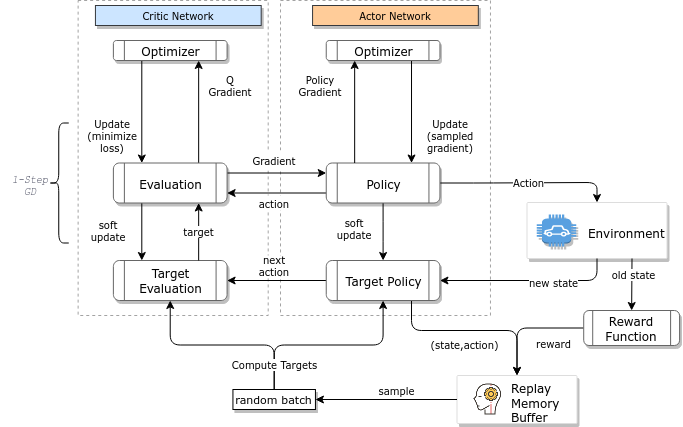 Critic Network
Actor Network
Optimizer
Optimizer
Q
Gradient
Policy
Gradient
Update
(minimize
loss)
Update
(sampled
gradient)
1-Step
GD
Gradient
Evaluation
Policy
Action
action
soft
update
target
soft
update
Environment
next
action
Target
Evaluation
Target Policy
new state
old state
Reward
Function
(state,action)
reward
Compute Targets
random batch
sample
Replay
Memory
Buffer